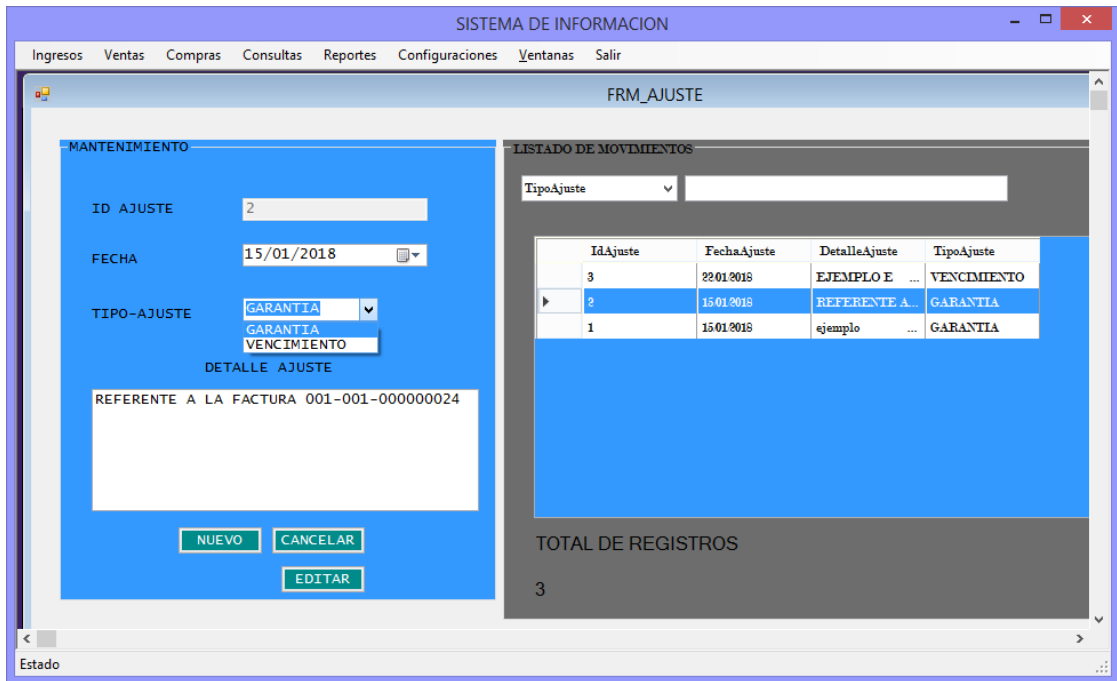 SISTEMA DE INFORMACION
Ingresos Ventas Compras Consultas Reportes Configuraciones Ventanas Salir
FRM_AJUSTE
MANTENIMIENTO
ID AJUSTE 2
FECHA 15/01/2018
TIPO-AJUSTE GARANTIA
GARANTIA
VENCIMIENTO
DETALLE AJUSTE
REFERENTE A LA FACTURA 001-001-000000024
NUEVO CANCELAR
EDITAR
LISTADO DE MOVIMIENTOS
TipoAjuste
IdAjuste FechaAjuste DetalleAjuste TipoAjuste
3 22/01/2018 EJEMPLO E ... VENCIMIENTO
2 15/01/2018 REFERENTE A... GARANTIA
1 15/01/2018 ejemplo ... GARANTIA
TOTAL DE REGISTROS
3
Estado